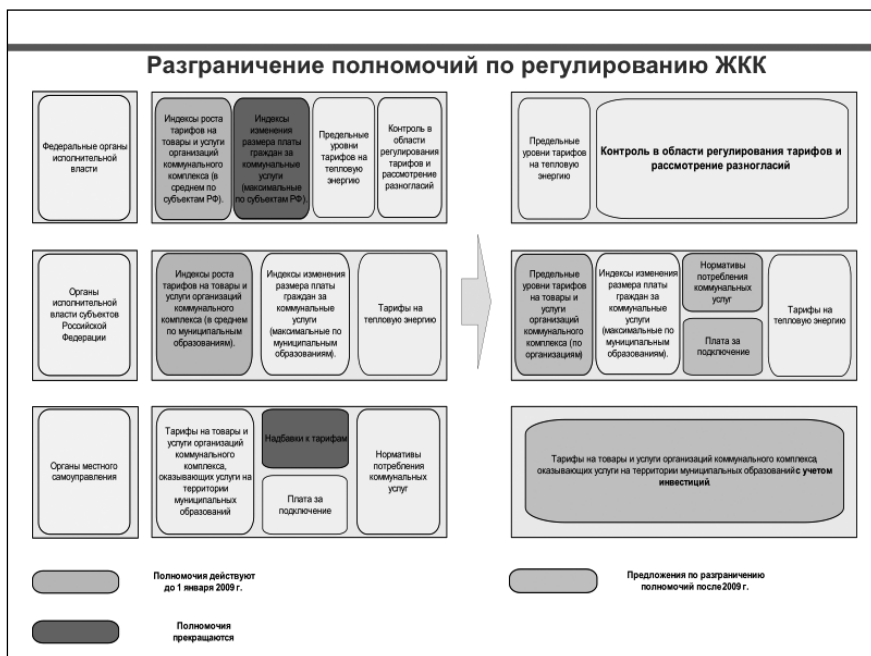 Разграничение полномочий по регулированию ЖКК
Федеральные органы
исполнительной
власти
Индексы роста
тарифов на
товары и услуги
организаций
коммунального
комплекса (в
среднем по
субъектам РФ).
Индексы
изменения
размера платы
граждан за
коммунальные
услуги
(максимальные
по субъектам РФ).
Предельные
уровни
тарифов на
тепловую
энергию
Контроль в
области
регулирования
тарифов и
рассмотрение
разногласий
Предельные
уровни тарифов
на тепловую
энергию
Контроль в области регулирования тарифов и
рассмотрение разногласий
Органы
исполнительной
власти субъектов
Российской
Федерации
Индексы роста
тарифов на товары и
услуги организаций
коммунального
комплекса (в среднем
по муниципальным
образованиям).
Индексы изменения
размера платы
граждан за
коммунальные
услуги
(максимальные по
муниципальным
образованиям).
Тарифы на
тепловую энергию
Предельные
уровни тарифов
на товары и
услуги
организаций
коммунального
комплекса (по
организациям)
Индексы изменения
размера платы
граждан за
коммунальные
услуги
(максимальные по
муниципальным
образованиям).
Нормативы
потребления
коммунальных
услуг
Плата за
подключение
Тарифы на
тепловую энергию
Органы местного
самоуправления
Тарифы на товары и
услуги организаций
коммунального
комплекса,
оказывающих услуги на
территории
муниципальных
образований
Надбавки к тарифам
Плата за
подключение
Нормативы
потребления
коммунальных
услуг
Тарифы на товары и услуги организаций коммунального комплекса,
оказывающих услуги на территории муниципальных образований с учетом
инвестиций.
Полномочия действуют
до 1 января 2009 г.
Предложения по разграничению
полномочий после 2009 г.
Полномочия
прекращаются